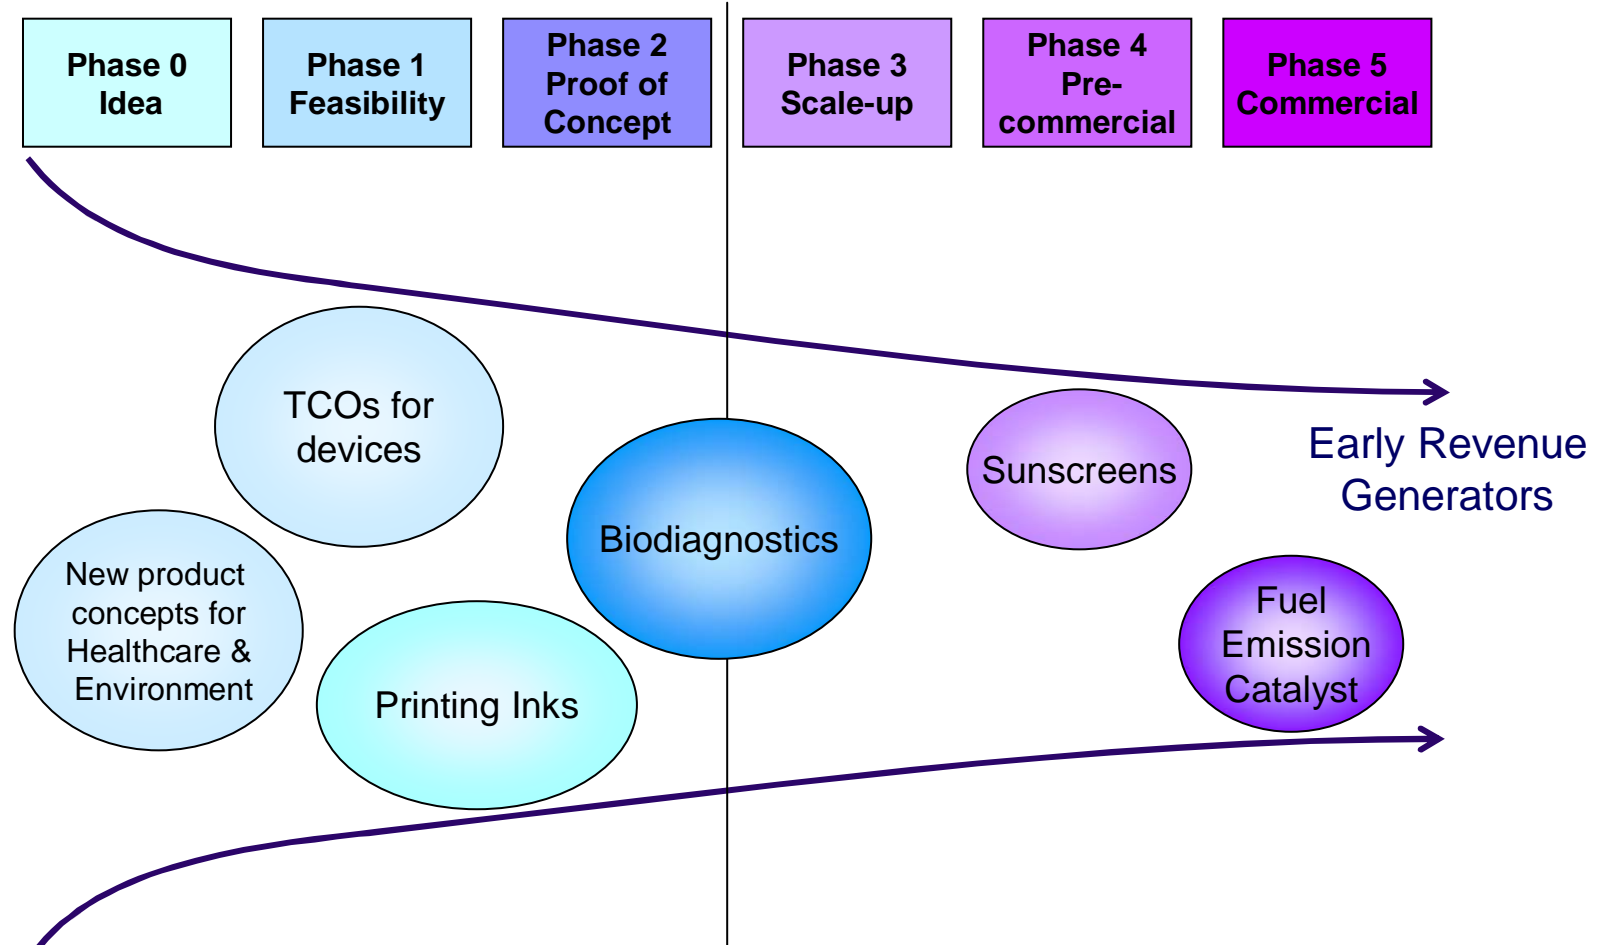 Phase 0
Idea
Phase 1
Feasibility
Phase 2
Proof of
Concept
Phase 3
Scale-up
Phase 4
Pre-
commercial
Phase 5
Commercial
TCOs for
devices
New product
concepts for
Healthcare &
Environment
Printing Inks
Biodiagnostics
Sunscreens
Early Revenue
Generators
Fuel
Emission
Catalyst